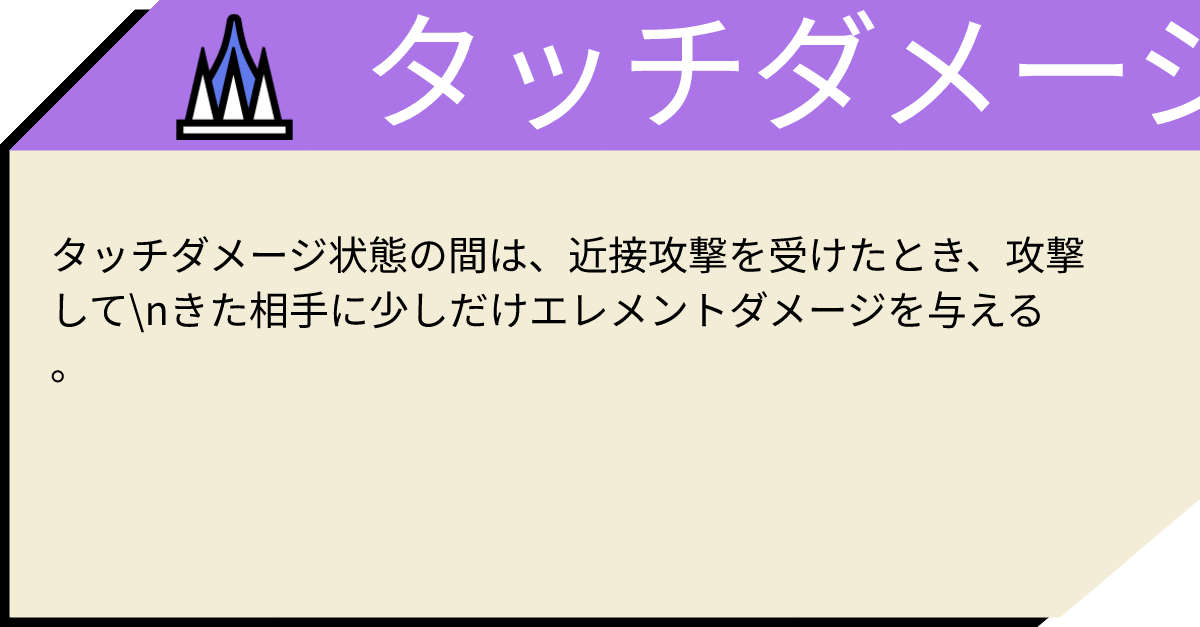 タッチダメージ
タッチダメージ状態の間は、近接攻撃を受けたとき、攻撃
して\nきた相手に少しだけエレメントダメージを与える
。